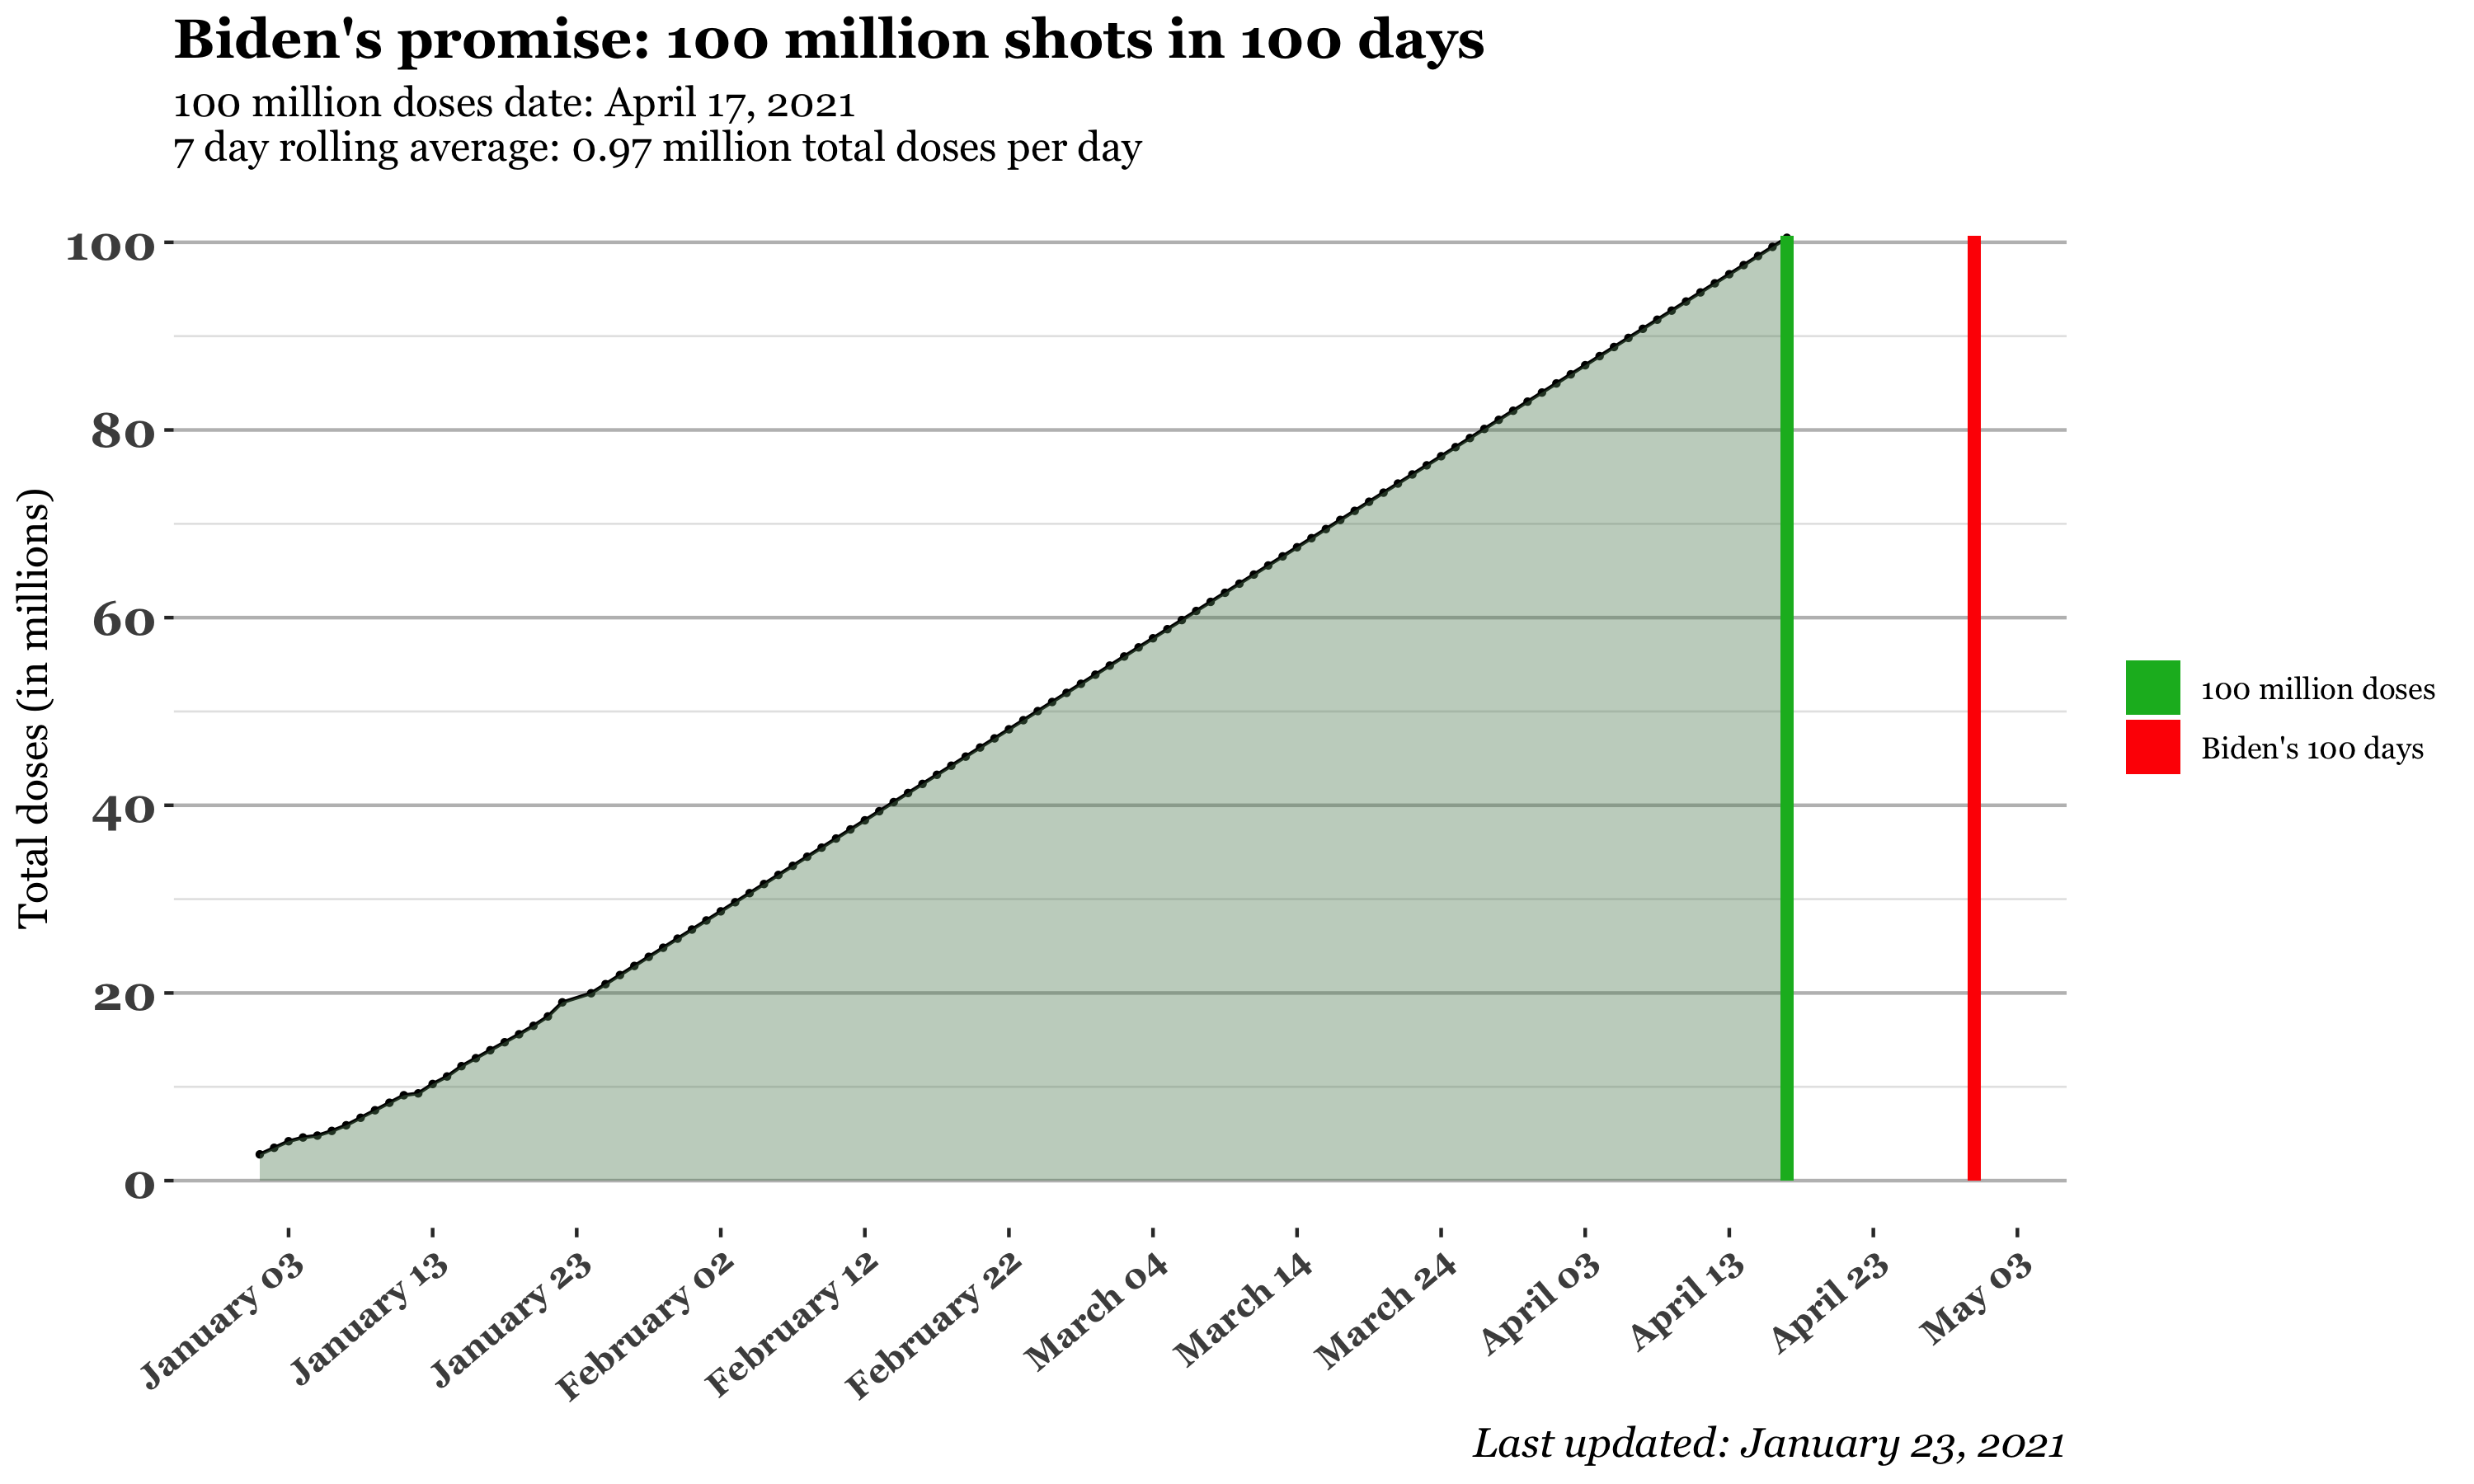 Biden's promise: 100 million shots in 100 days
100 million doses date: April 17, 2021
7 day rolling average: 0.97 million total doses per day
Total doses (in millions)
100
80
60
40
20
0
100 million doses
Biden's 100 days
January 03
January 13
January 23
February 02
February 12
February 22
March 04
March 14
March 24
April 03
April 13
April 23
May 03
Last updated: January 23, 2021